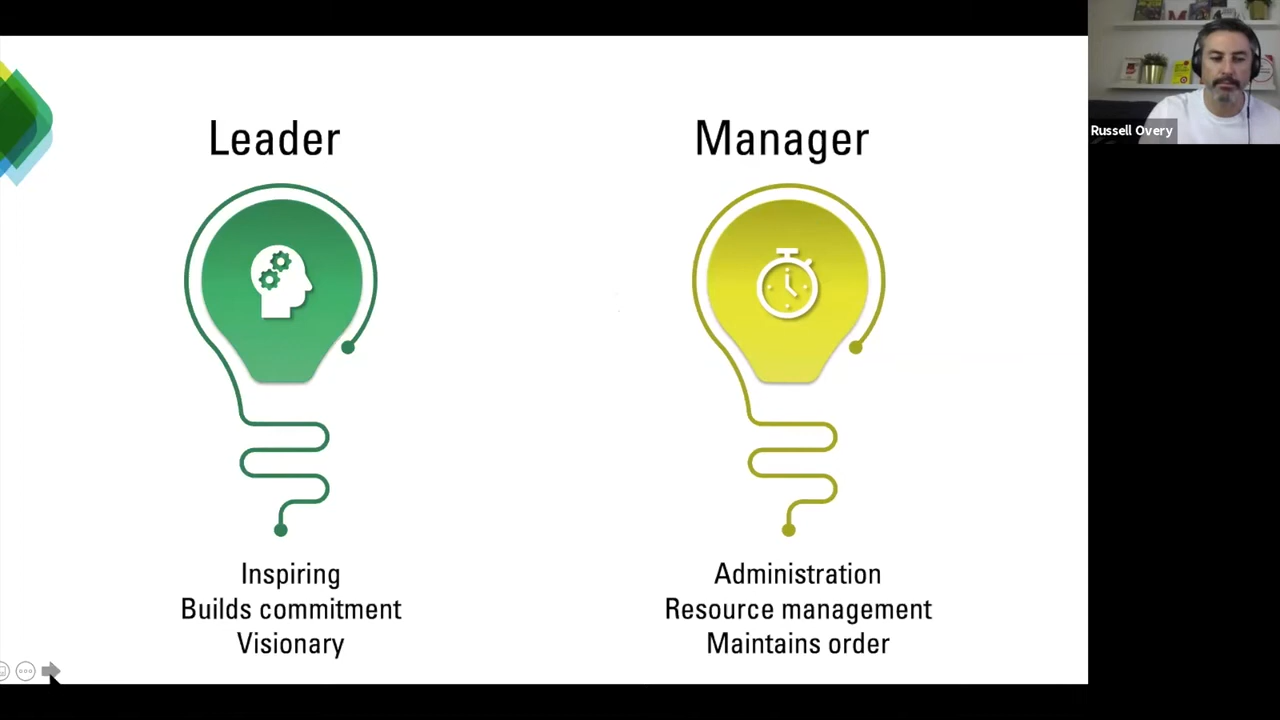 Leader
Manager
Inspiring
Builds commitment
Visionary
Administration
Resource management
Maintains order
Russell Overy